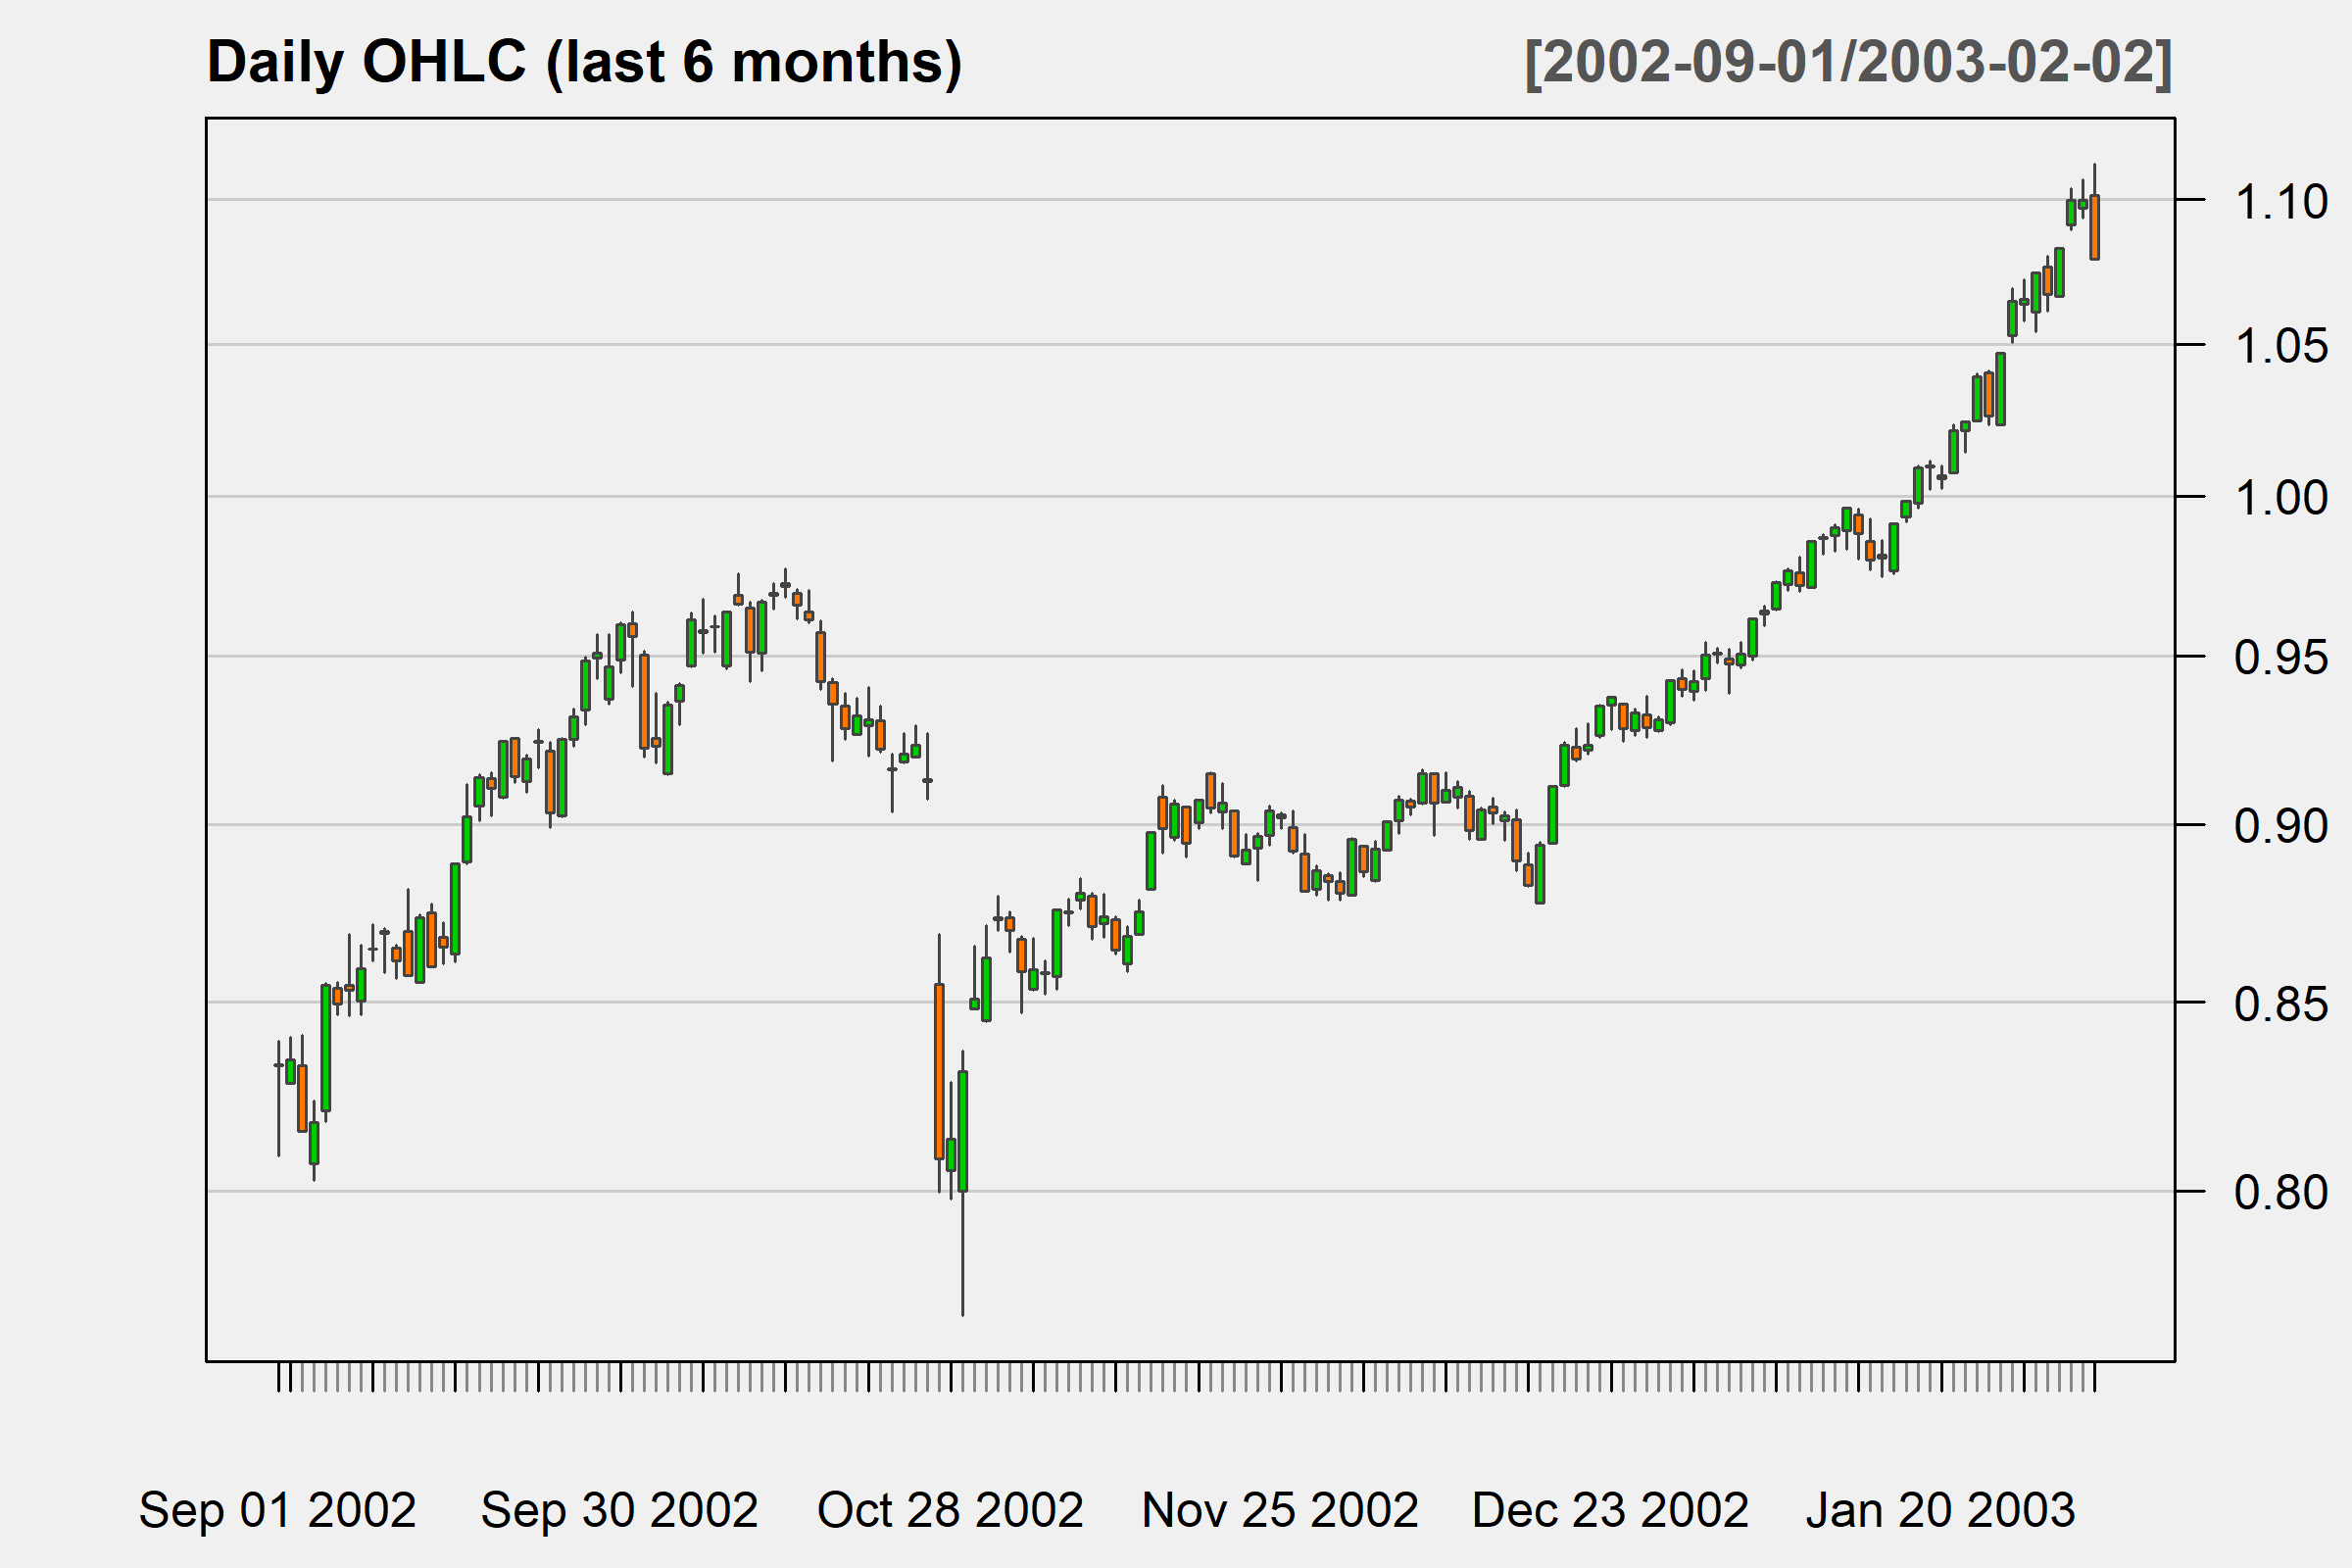 Daily OHLC (last 6 months)
[2002-09-01/2003-02-02]
1.10
1.05
1.00
0.95
0.90
0.85
0.80
Sep 01 2002
Sep 30 2002
Oct 28 2002
Nov 25 2002
Dec 23 2002
Jan 20 2003